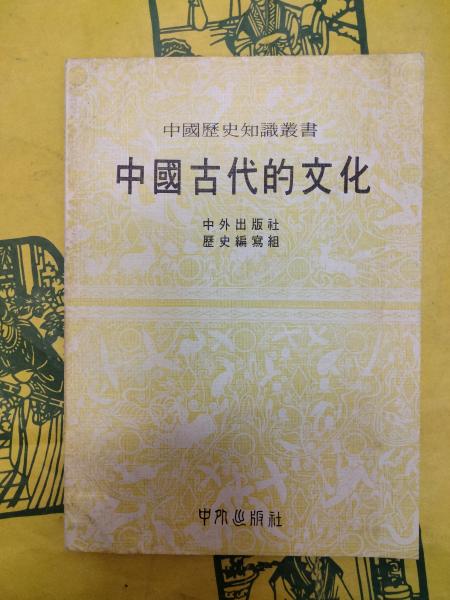 中國歷史知識叢書
中國古代的文化
中外出版社
歷史編寫組
中外出版社